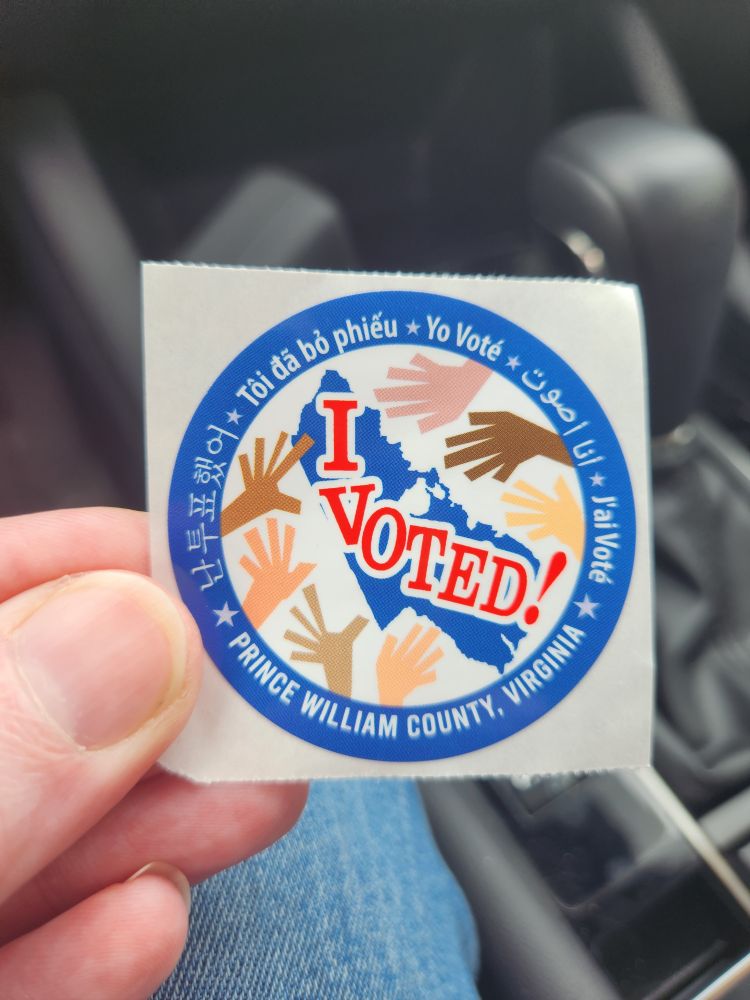 난 투표했어 ★ Tôi đã bỏ phiếu ★ Yo Voté ★ انا اصوت ★ J'ai Voté
I
VOTED!
★ PRINCE WILLIAM COUNTY, VIRGINIA ★